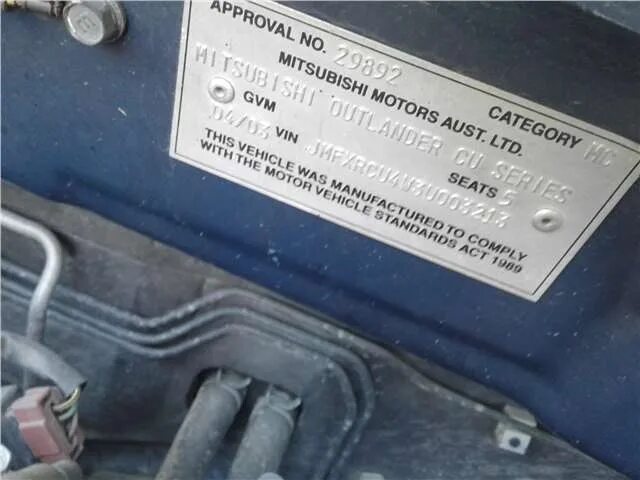 APPROVAL NO. 29892 CATEGORY MC
MITSUBISHI MOTORS AUST. LTD.
MITSUBISHI OUTLANDER CU SERIES
GVM SEATS 5
04/03 VIN JMFXRCU4W3U003213
THIS VEHICLE WAS MANUFACTURED TO COMPLY
WITH THE MOTOR VEHICLE STANDARDS ACT 1989